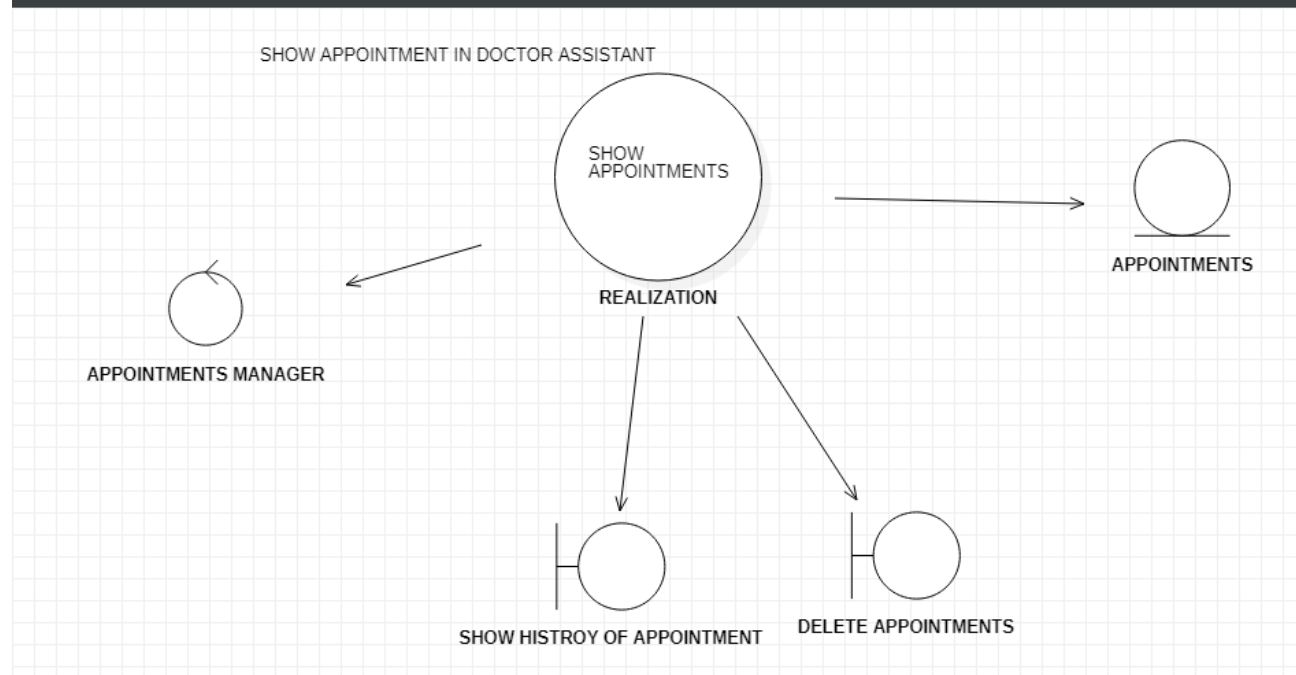 SHOW APPOINTMENT IN DOCTOR ASSISTANT
SHOW
APPOINTMENTS
APPOINTMENTS
REALIZATION
APPOINTMENTS MANAGER
SHOW HISTROY OF APPOINTMENT
DELETE APPOINTMENTS